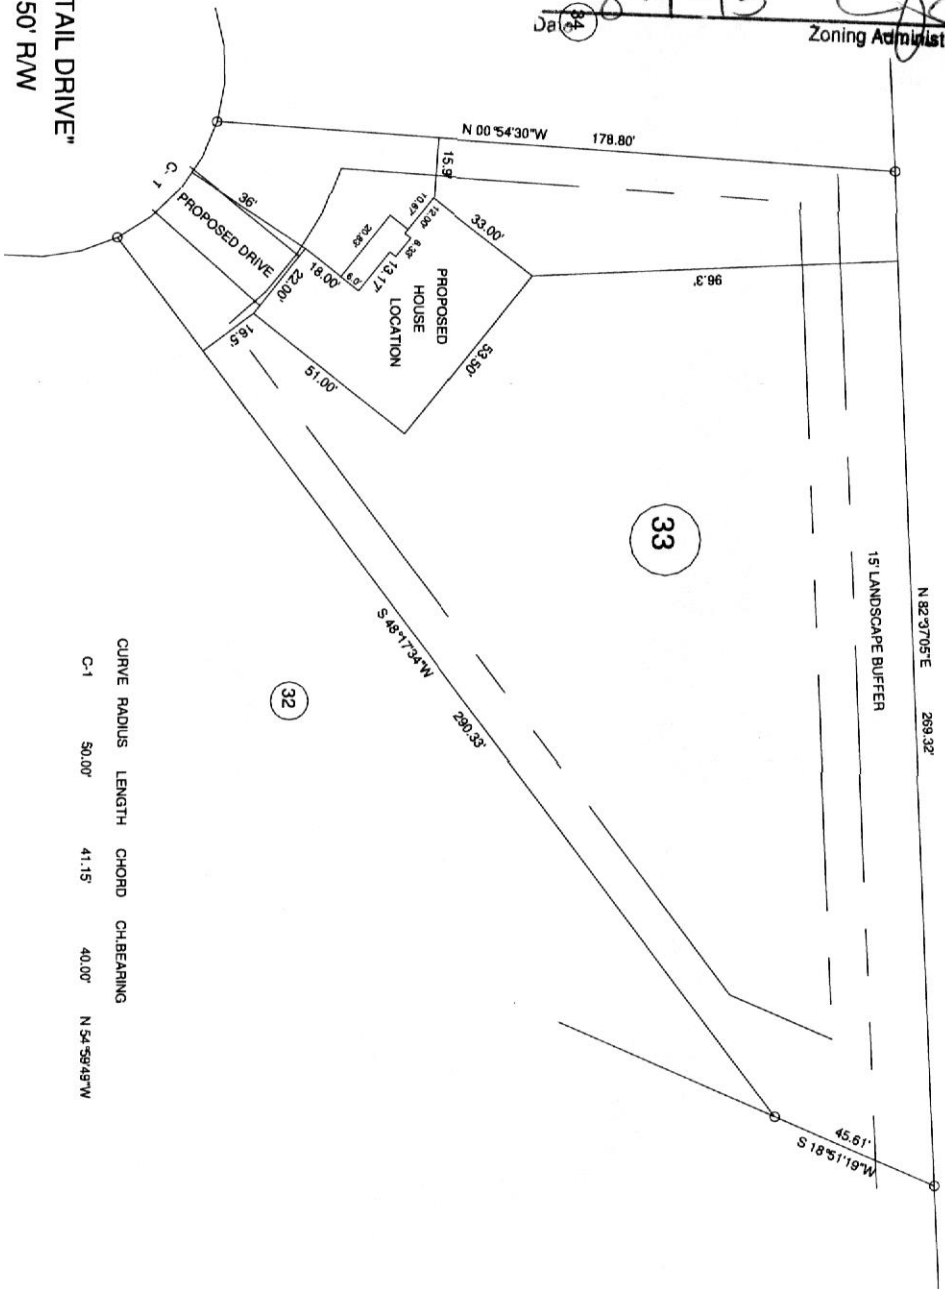 34
Date
Zoning Administ
TAIL DRIVE"
50' R/W
N 00°54'30"W 178.80'
15.9'
C-1
36'
PROPOSED DRIVE
10.67'
12.00'
33.00'
20.83'
8.33'
13.17'
6.0'
18.00'
22.00'
PROPOSED
HOUSE
LOCATION
96.3'
53.50'
51.00'
16.5'
33
15' LANDSCAPE BUFFER
N 82°37'05"E 269.32'
S 48°17'34"W 290.33'
32
45.61'
S 18°51'19"W
CURVE RADIUS LENGTH CHORD CH.BEARING
C-1 50.00' 41.15' 40.00' N 54°59'49"W